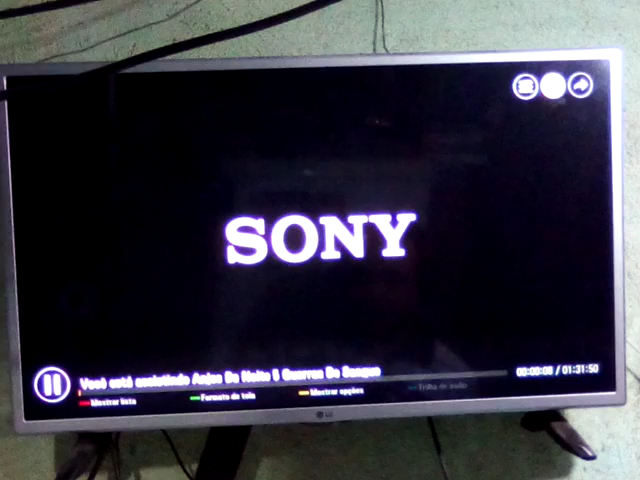 SONY
Você está assistindo Anjos Da Noite 5 Guerras De Sangue
00:00:08 / 01:31:50
Mostrar lista
Formato da tela
Mostrar opções
Trilha de áudio
LG